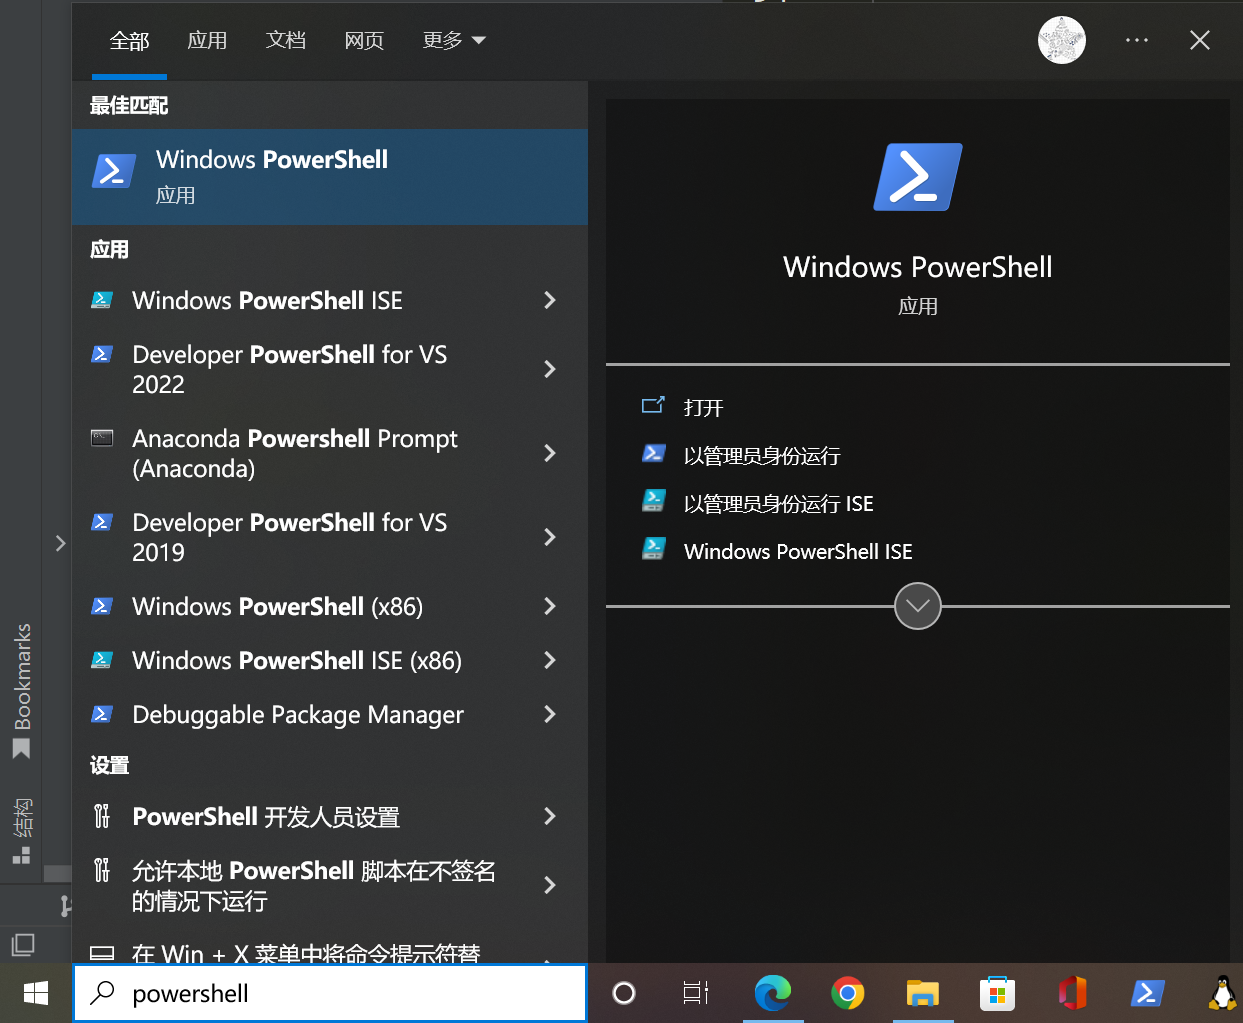 全部
应用
文档
网页
更多
最佳匹配
Windows PowerShell
应用
应用
Windows PowerShell ISE
Developer PowerShell for VS
2022
Anaconda Powershell Prompt
(Anaconda)
Developer PowerShell for VS
2019
Windows PowerShell (x86)
Windows PowerShell ISE (x86)
Debuggable Package Manager
设置
PowerShell 开发人员设置
允许本地 PowerShell 脚本在不签名
的情况下运行
在 Win + X 菜单中将命令提示符替
powershell
Windows PowerShell
应用
打开
以管理员身份运行
以管理员身份运行 ISE
Windows PowerShell ISE
Bookmarks
结构